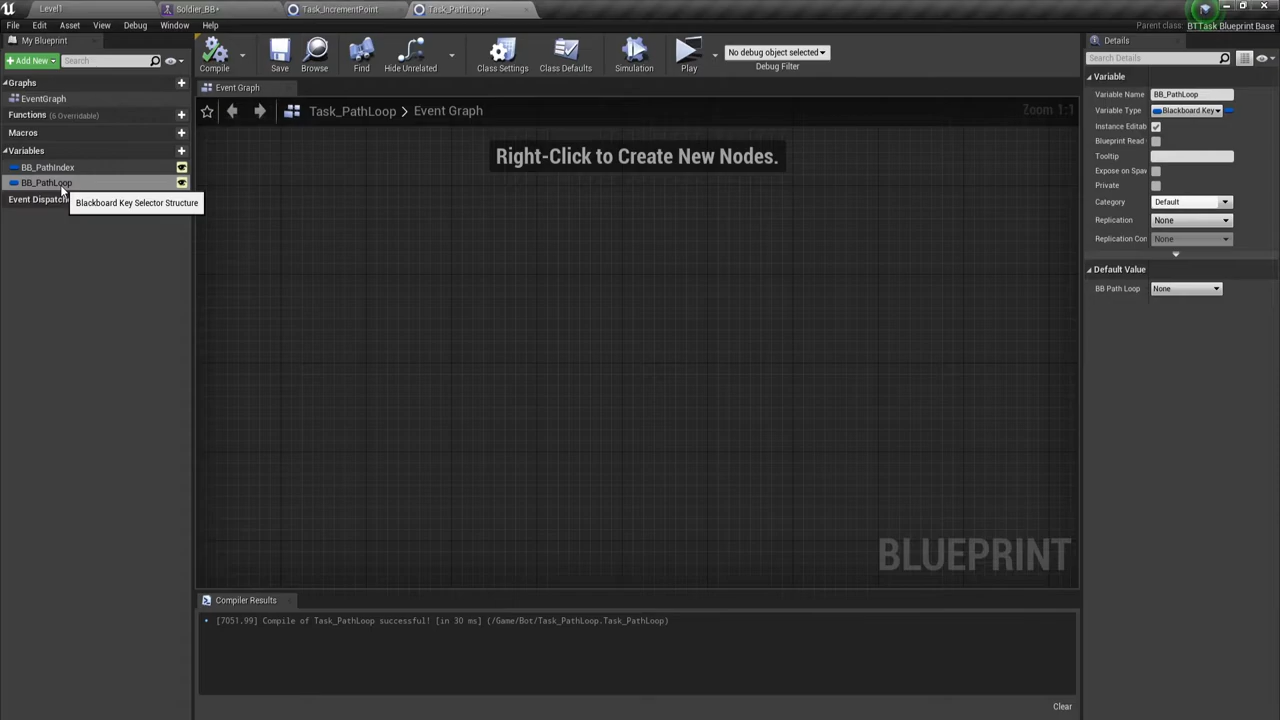 Level1
Soldier_BB*
Task_IncrementPoint
Task_PathLoop*
File Edit Asset View Debug Window Help
Parent class: BTTask Blueprint Base
My Blueprint
+Add New
Search
Compile
Save
Browse
Find
Hide Unrelated
Class Settings
Class Defaults
Simulation
Play
No debug object selected
Debug Filter
Graphs
EventGraph
Functions (6 Overridable)
Macros
Variables
BB_PathIndex
BB_PathLoop
Event Dispatche
Blackboard Key Selector Structure
Event Graph
Task_PathLoop > Event Graph
Zoom 1:1
Right-Click to Create New Nodes.
BLUEPRINT
Compiler Results
[7051.99] Compile of Task_PathLoop successful! [in 30 ms] (/Game/Bot/Task_PathLoop.Task_PathLoop)
Clear
Details
Search Details
Variable
Variable Name BB_PathLoop
Variable Type Blackboard Key
Instance Editab
Blueprint Read
Tooltip
Expose on Spaw
Private
Category Default
Replication None
Replication Con None
Default Value
BB Path Loop None